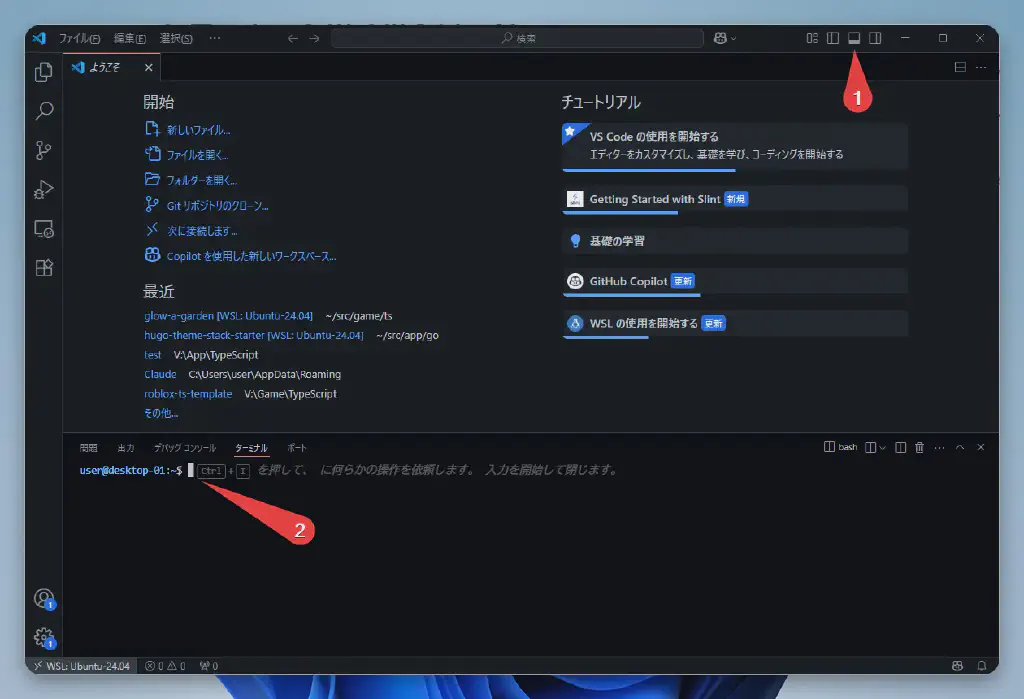 ファイル(F) 編集(E) 選択(S) … 検索
ようこそ
1
開始
新しいファイル...
ファイルを開く...
フォルダーを開く...
Git リポジトリのクローン...
次に接続します...
Copilot を使用した新しいワークスペース...
最近
glow-a-garden [WSL: Ubuntu-24.04] ~/src/game/ts
hugo-theme-stack-starter [WSL: Ubuntu-24.04] ~/src/app/go
test V:\App\TypeScript
Claude C:\Users\user\AppData\Roaming
roblox-ts-template V:\Game\TypeScript
その他...
チュートリアル
VS Code の使用を開始する
エディターをカスタマイズし、基礎を学び、コーディングを開始する
Getting Started with Slint 新規
基礎の学習
GitHub Copilot 更新
WSL の使用を開始する 更新
問題 出力 デバッグ コンソール ターミナル ポート bash
user@desktop-01:~$ Ctrl+I を押して、 に何らかの操作を依頼します。 入力を開始して閉じます。
2
1
1
WSL: Ubuntu-24.04 0 0 0